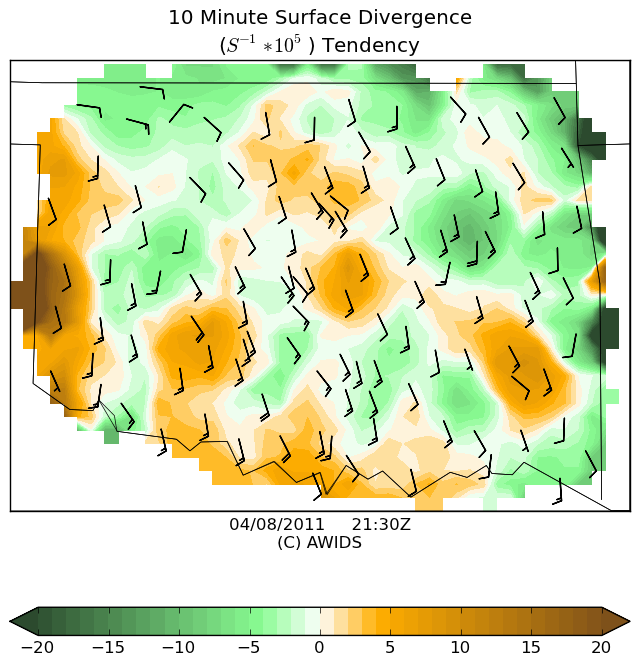 10 Minute Surface Divergence
(S⁻¹ * 10⁵ ) Tendency
04/08/2011 21:30Z
(C) AWIDS
−20 −15 −10 −5 0 5 10 15 20